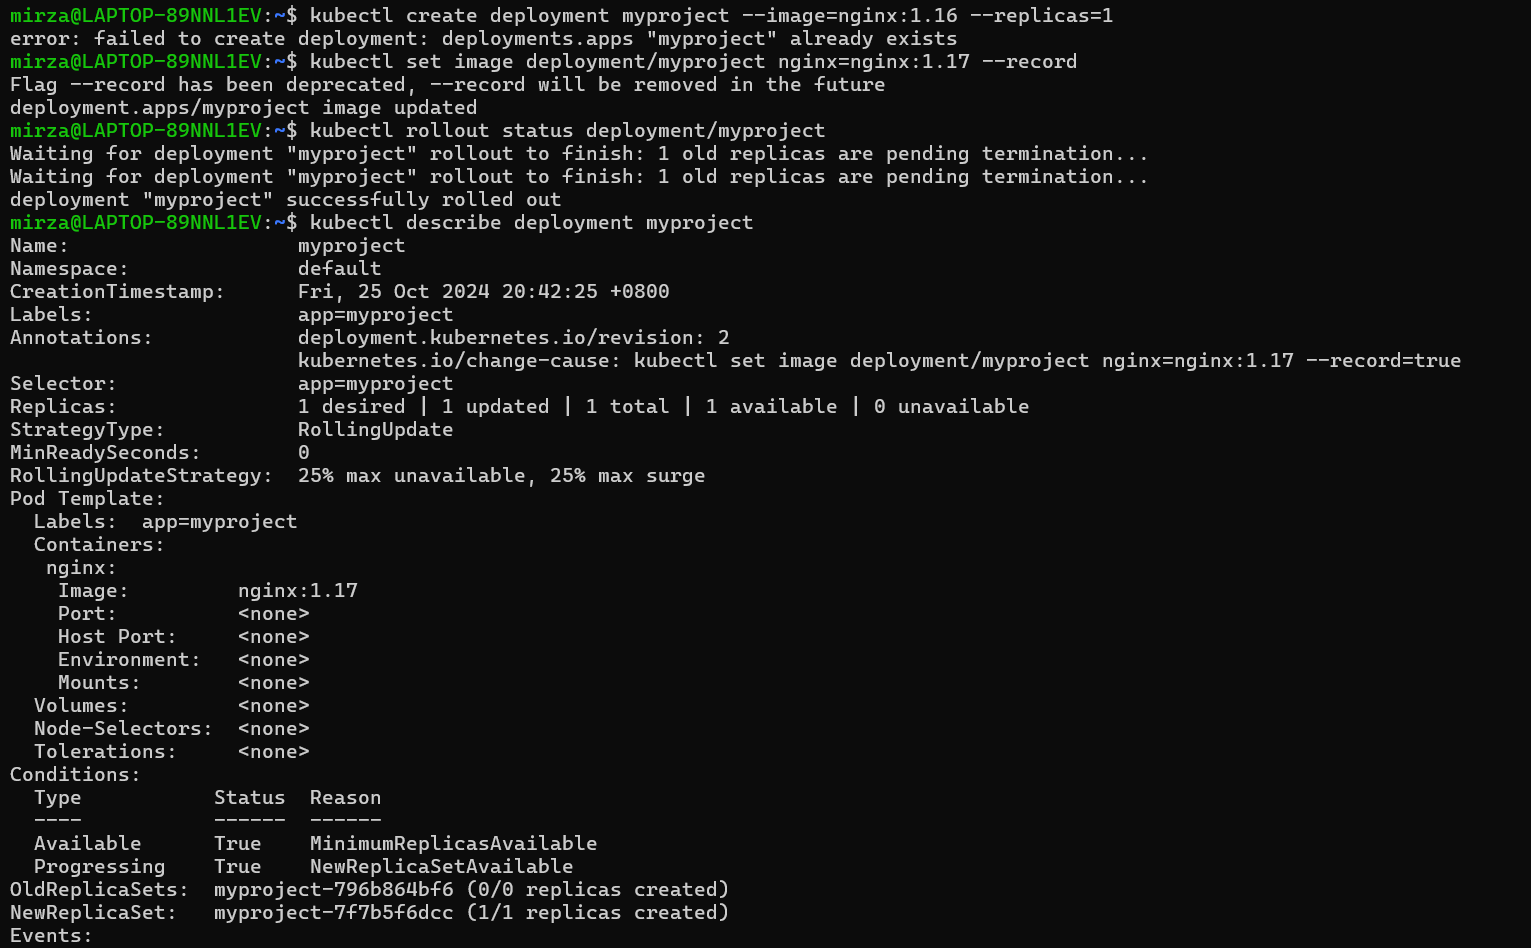 mirza@LAPTOP-89NNL1EV:~$ kubectl create deployment myproject --image=nginx:1.16 --replicas=1
error: failed to create deployment: deployments.apps "myproject" already exists
mirza@LAPTOP-89NNL1EV:~$ kubectl set image deployment/myproject nginx=nginx:1.17 --record
Flag --record has been deprecated, --record will be removed in the future
deployment.apps/myproject image updated
mirza@LAPTOP-89NNL1EV:~$ kubectl rollout status deployment/myproject
Waiting for deployment "myproject" rollout to finish: 1 old replicas are pending termination...
Waiting for deployment "myproject" rollout to finish: 1 old replicas are pending termination...
deployment "myproject" successfully rolled out
mirza@LAPTOP-89NNL1EV:~$ kubectl describe deployment myproject
Name:                   myproject
Namespace:              default
CreationTimestamp:      Fri, 25 Oct 2024 20:42:25 +0800
Labels:                 app=myproject
Annotations:            deployment.kubernetes.io/revision: 2
                        kubernetes.io/change-cause: kubectl set image deployment/myproject nginx=nginx:1.17 --record=true
Selector:               app=myproject
Replicas:               1 desired | 1 updated | 1 total | 1 available | 0 unavailable
StrategyType:           RollingUpdate
MinReadySeconds:        0
RollingUpdateStrategy:  25% max unavailable, 25% max surge
Pod Template:
  Labels:  app=myproject
  Containers:
   nginx:
    Image:         nginx:1.17
    Port:          <none>
    Host Port:     <none>
    Environment:   <none>
    Mounts:        <none>
  Volumes:         <none>
  Node-Selectors:  <none>
  Tolerations:     <none>
Conditions:
  Type           Status  Reason
  ----           ------  ------
  Available      True    MinimumReplicasAvailable
  Progressing    True    NewReplicaSetAvailable
OldReplicaSets:  myproject-796b864bf6 (0/0 replicas created)
NewReplicaSet:   myproject-7f7b5f6dcc (1/1 replicas created)
Events: